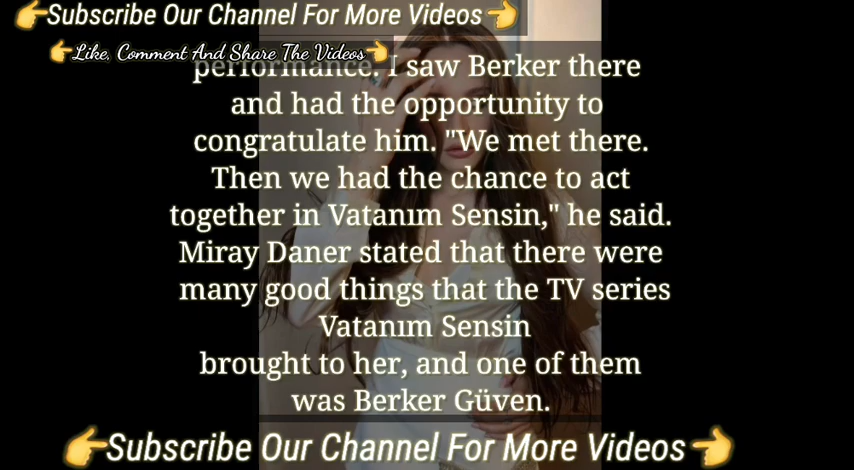 👉Subscribe Our Channel For More Videos👈
👉Like, Comment And Share The Videos👈
performance. I saw Berker there
and had the opportunity to
congratulate him. "We met there.
Then we had the chance to act
together in Vatanım Sensin," he said.
Miray Daner stated that there were
many good things that the TV series
Vatanım Sensin
brought to her, and one of them
was Berker Güven.
👉Subscribe Our Channel For More Videos👈